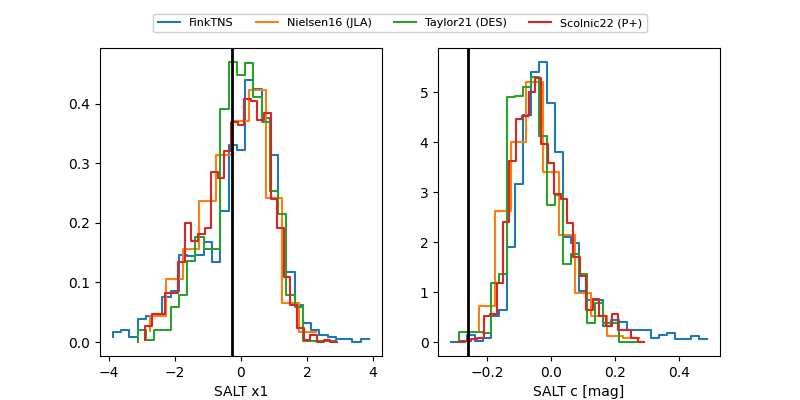 FinkTNS Nielsen16 (JLA) Taylor21 (DES) Scolnic22 (P+)
0.4
0.3
0.2
0.1
0.0
−4 −2 0 2 4
SALT x1
5
4
3
2
1
0
−0.2 0.0 0.2 0.4
SALT c [mag]